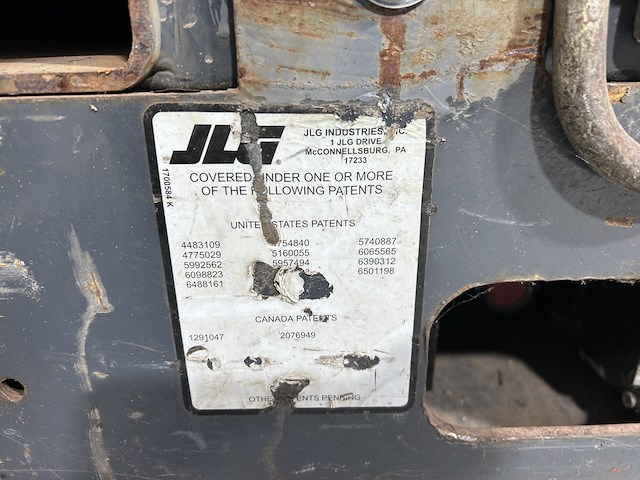 JLG
JLG INDUSTRIES, INC.
1 JLG DRIVE
McCONNELLSBURG, PA
17233
1700584 K
COVERED UNDER ONE OR MORE
OF THE FOLLOWING PATENTS
UNITED STATES PATENTS
4483109 754840 5740887
4775029 5160055 6065565
5992562 5957494 6390312
6098823 6501198
6488161
CANADA PATENTS
1291047 2076949
OTHER PATENTS PENDING